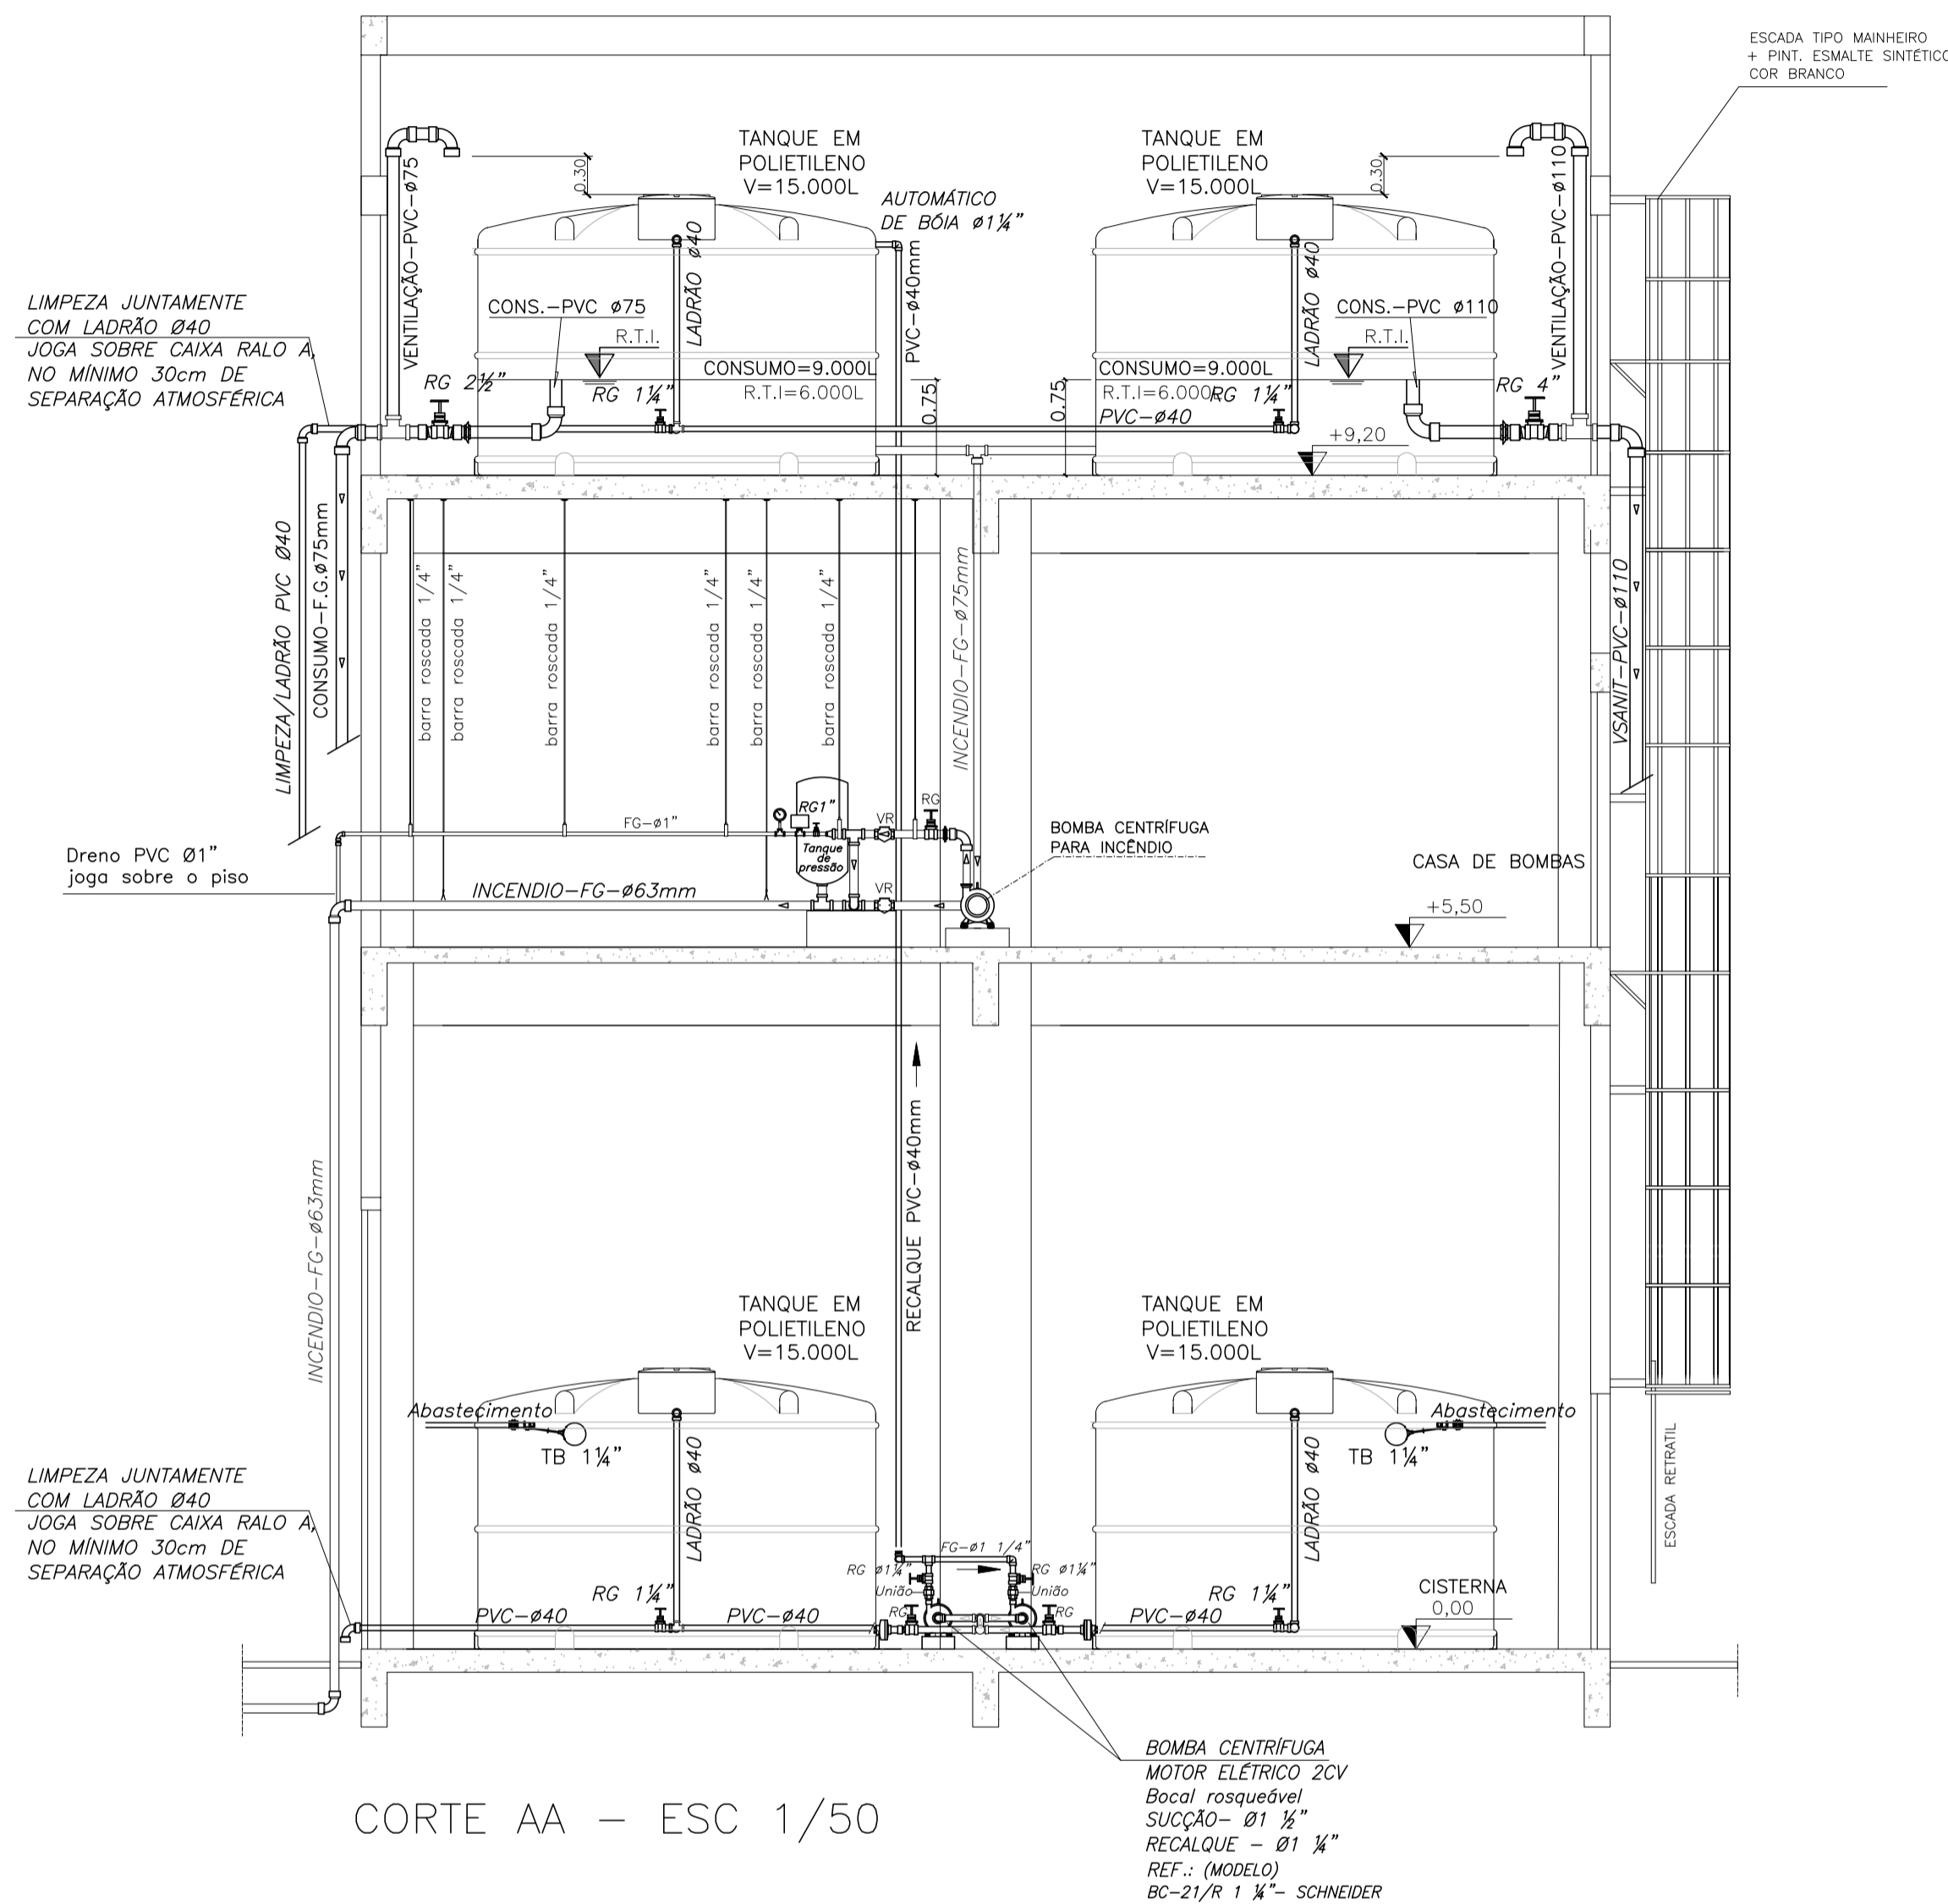 ESCADA TIPO MAINHEIRO
+ PINT. ESMALTE SINTÉTICO
COR BRANCO
TANQUE EM
POLIETILENO
V=15.000L
TANQUE EM
POLIETILENO
V=15.000L
0.30
0.30
AUTOMÁTICO
DE BÓIA ø1¼"
VENTILAÇÃO-PVC-ø75
VENTILAÇÃO-PVC-ø110
LADRÃO ø40
PVC-ø40mm
LADRÃO ø40
LIMPEZA JUNTAMENTE
COM LADRÃO Ø40
JOGA SOBRE CAIXA RALO A,
NO MÍNIMO 30cm DE
SEPARAÇÃO ATMOSFÉRICA
CONS.-PVC ø75
CONS.-PVC ø110
R.T.I.
R.T.I.
CONSUMO=9.000L
R.T.I=6.000L
CONSUMO=9.000L
R.T.I=6.000L
RG 2½"
RG 1¼"
0.75
0.75
PVC-ø40
RG 1¼"
RG 4"
+9,20
LIMPEZA/LADRÃO PVC Ø40
CONSUMO-F.G.ø75mm
barra roscada 1/4"
barra roscada 1/4"
barra roscada 1/4"
barra roscada 1/4"
barra roscada 1/4"
barra roscada 1/4"
INCENDIO-FG-ø75mm
VSANIT-PVC-ø110
FG-ø1"
RG1"
VR
RG
Tanque
de
pressão
BOMBA CENTRÍFUGA
PARA INCÊNDIO
CASA DE BOMBAS
Dreno PVC Ø1"
joga sobre o piso
INCENDIO-FG-ø63mm
VR
+5,50
INCENDIO-FG-ø63mm
RECALQUE PVC-ø40mm
TANQUE EM
POLIETILENO
V=15.000L
TANQUE EM
POLIETILENO
V=15.000L
Abastecimento
TB 1¼"
Abastecimento
TB 1¼"
LADRÃO ø40
LADRÃO ø40
ESCADA RETRATIL
LIMPEZA JUNTAMENTE
COM LADRÃO Ø40
JOGA SOBRE CAIXA RALO A,
NO MÍNIMO 30cm DE
SEPARAÇÃO ATMOSFÉRICA
FG-ø1 1/4"
RG ø1¼"
RG ø1¼"
União
União
RG
RG
RG 1¼"
PVC-ø40
PVC-ø40
PVC-ø40
RG 1¼"
CISTERNA
0,00
BOMBA CENTRÍFUGA
MOTOR ELÉTRICO 2CV
Bocal rosqueável
SUCÇÃO- Ø1 ½"
RECALQUE - Ø1 ¼"
REF.: (MODELO)
BC-21/R 1 ¼"- SCHNEIDER
CORTE AA - ESC 1/50